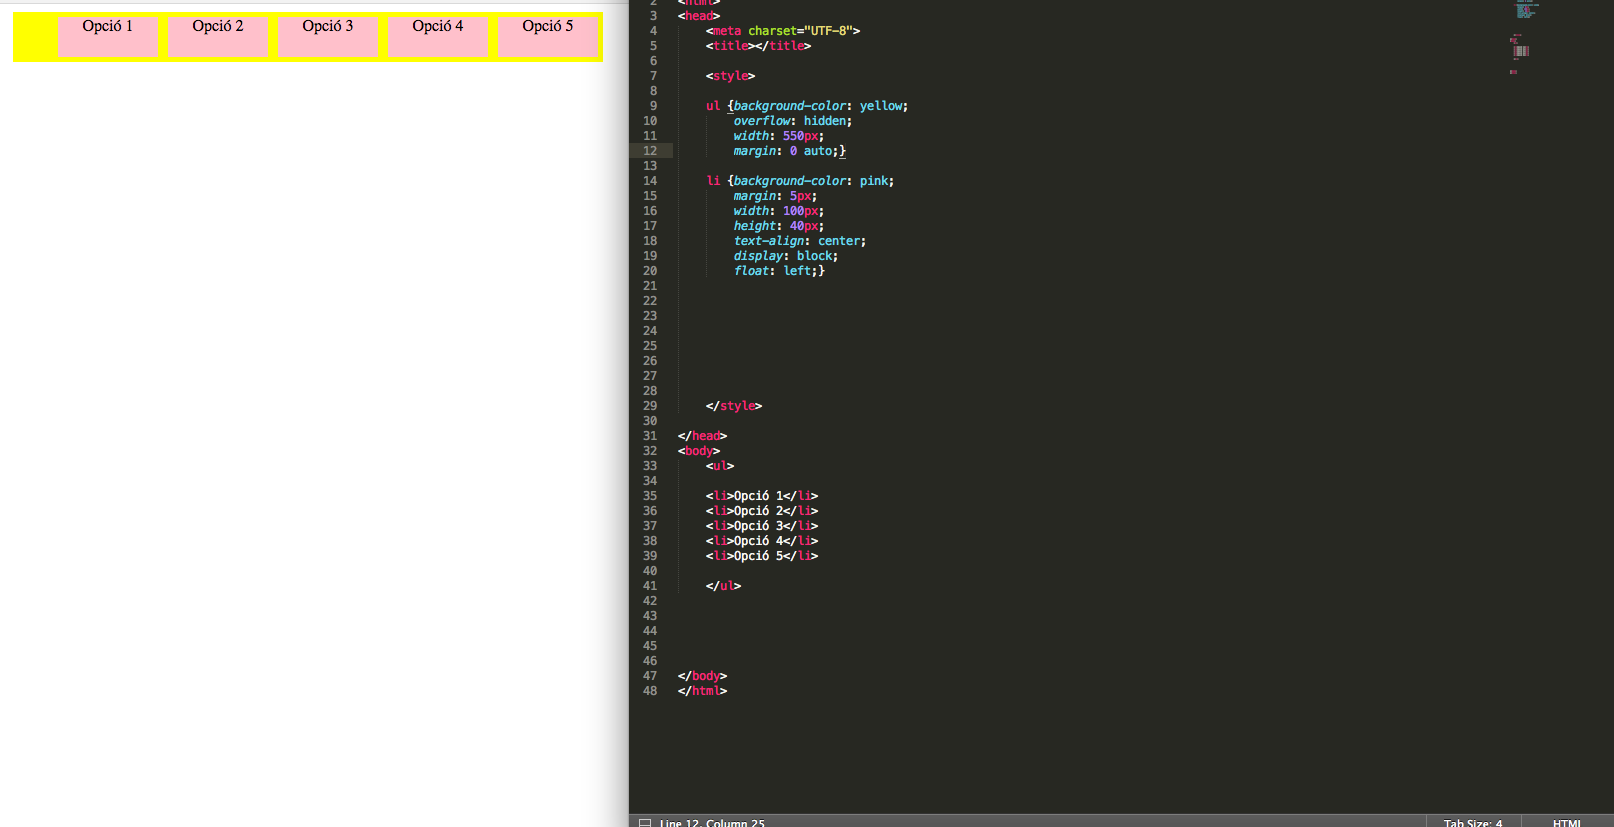 Opció 1 Opció 2 Opció 3 Opció 4 Opció 5
2 <html>
3 <head>
4 <meta charset="UTF-8">
5 <title></title>
6
7 <style>
8
9 ul {background-color: yellow;
10 overflow: hidden;
11 width: 550px;
12 margin: 0 auto;}
13
14 li {background-color: pink;
15 margin: 5px;
16 width: 100px;
17 height: 40px;
18 text-align: center;
19 display: block;
20 float: left;}
21
22
23
24
25
26
27
28
29 </style>
30
31 </head>
32 <body>
33 <ul>
34
35 <li>Opció 1</li>
36 <li>Opció 2</li>
37 <li>Opció 3</li>
38 <li>Opció 4</li>
39 <li>Opció 5</li>
40
41 </ul>
42
43
44
45
46
47 </body>
48 </html>
Line 12, Column 25 Tab Size: 4 HTML